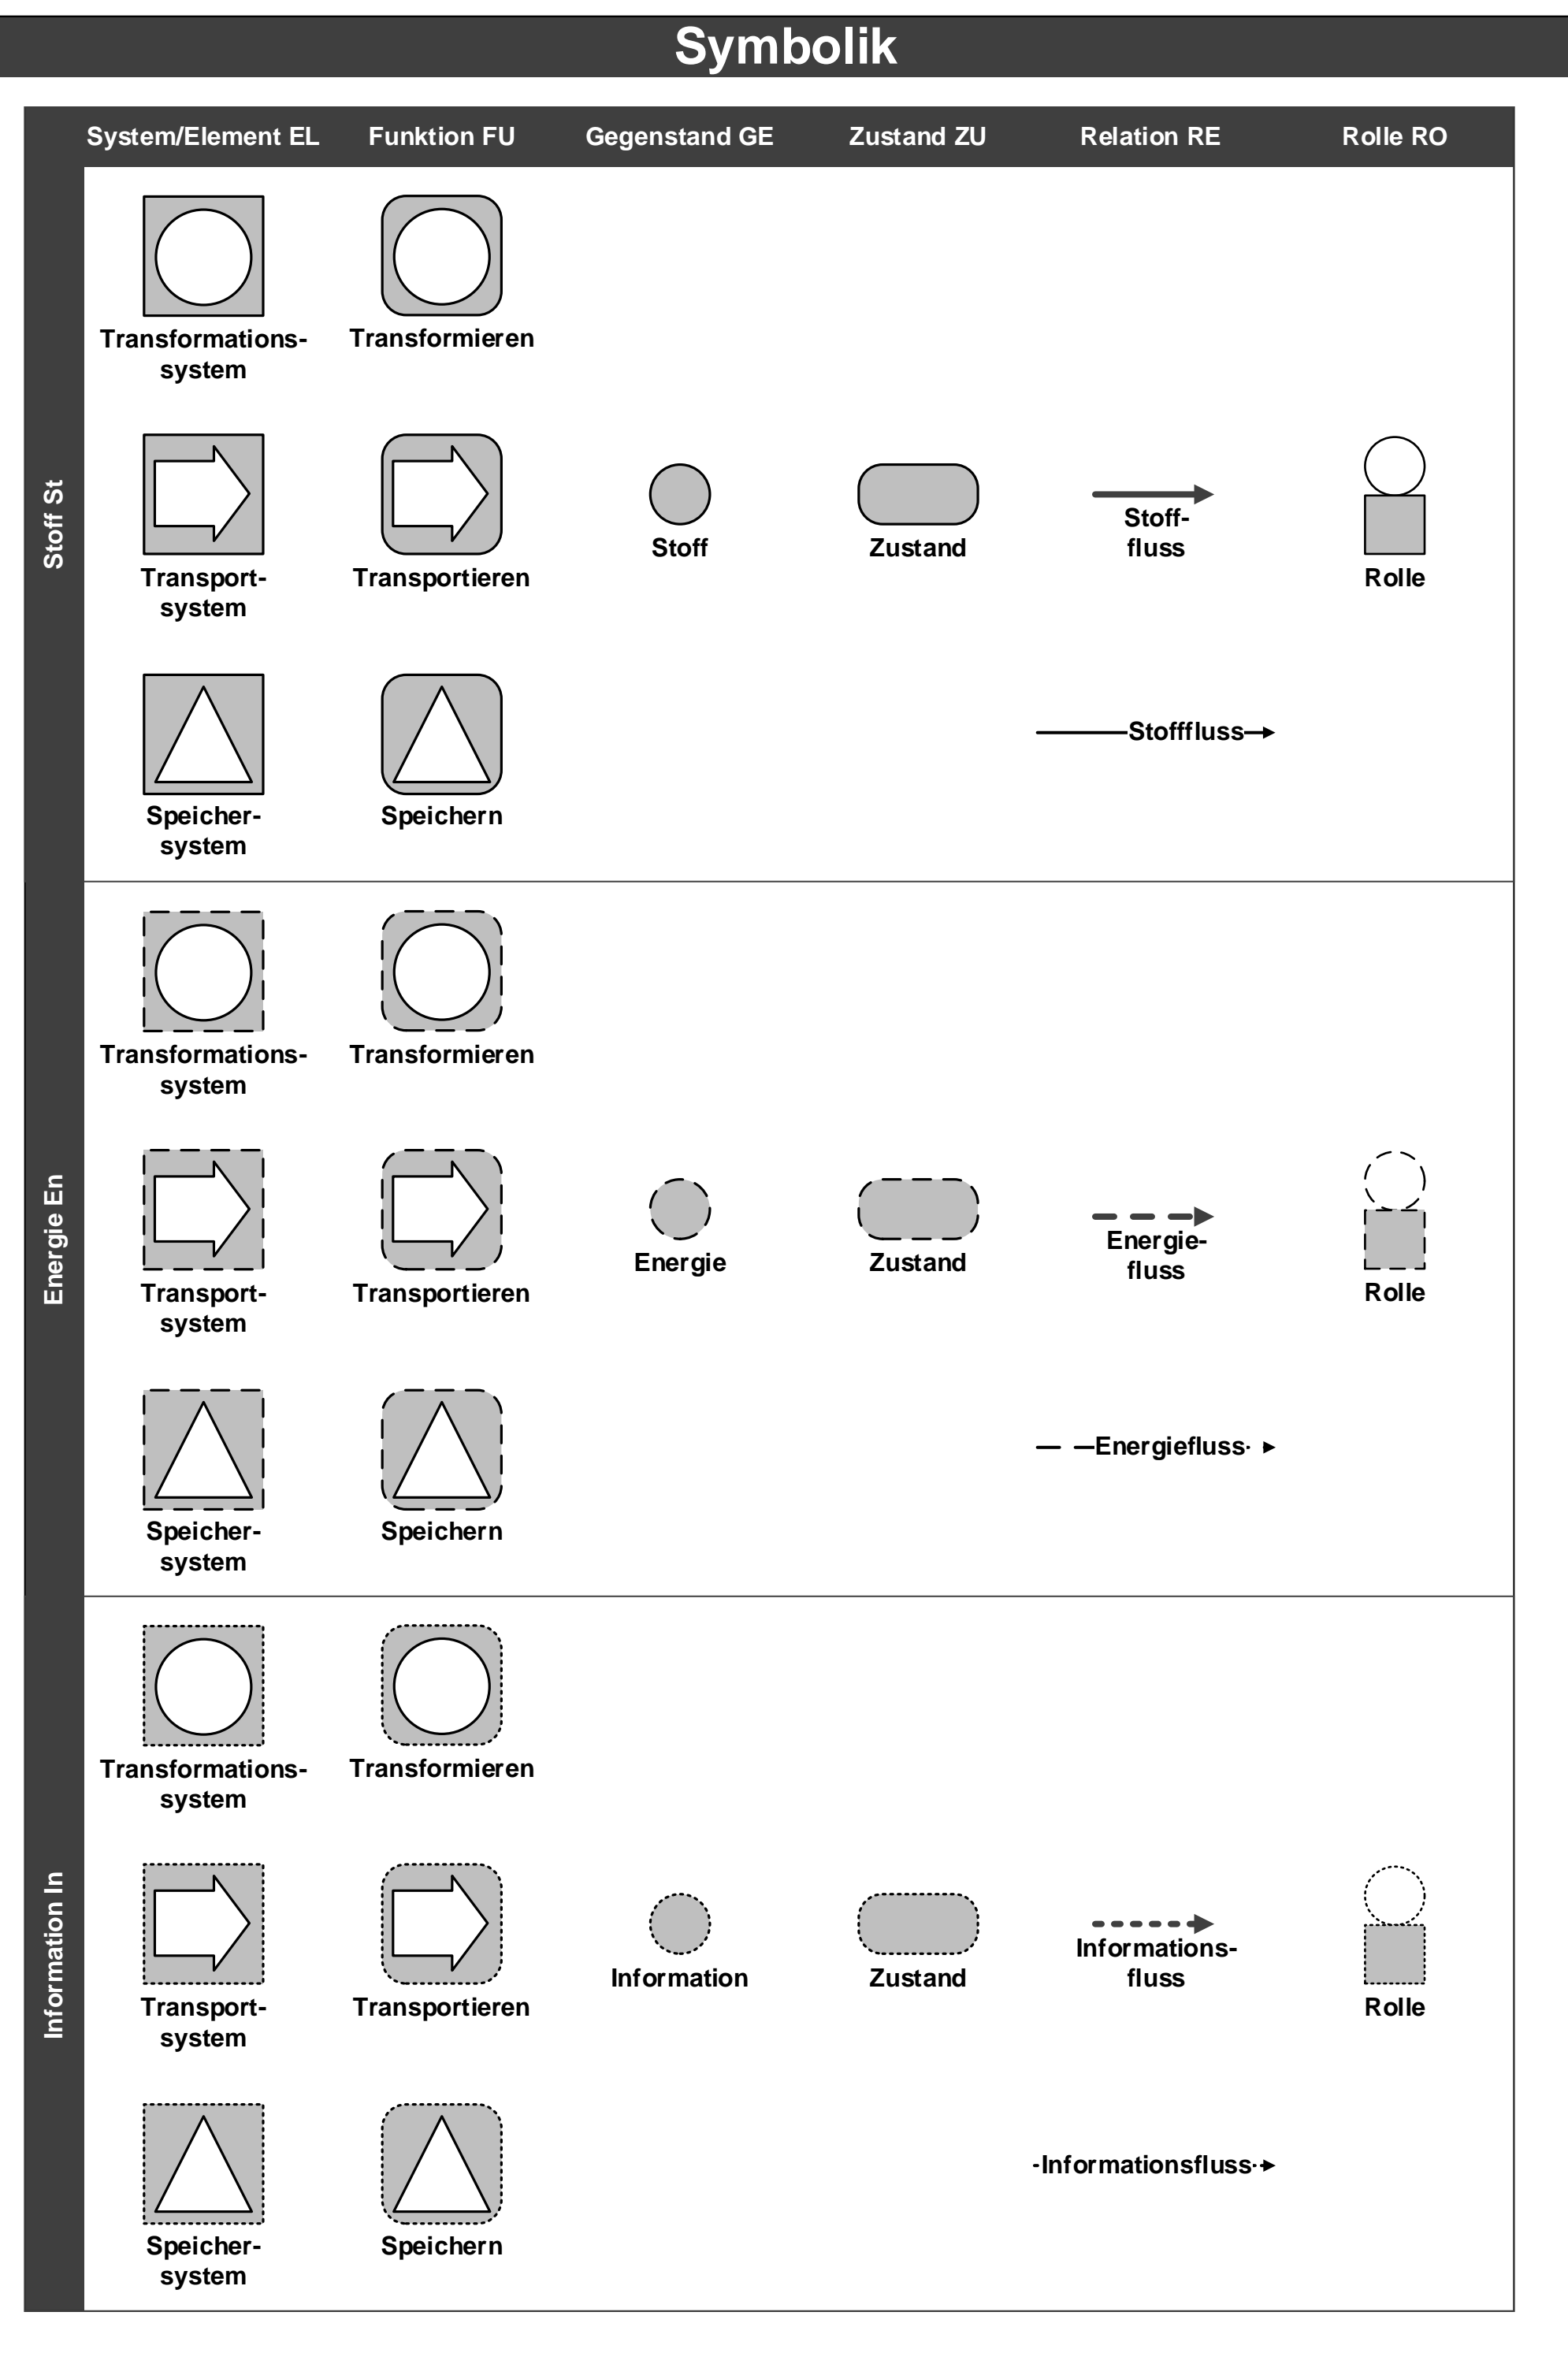 Symbolik
System/Element EL Funktion FU Gegenstand GE Zustand ZU Relation RE Rolle RO
Stoff St
Transformations-
system
Transformieren
Transport-
system
Transportieren
Stoff
Zustand
Stoff-
fluss
Rolle
Speicher-
system
Speichern
Stofffluss
Energie En
Transformations-
system
Transformieren
Transport-
system
Transportieren
Energie
Zustand
Energie-
fluss
Rolle
Speicher-
system
Speichern
Energiefluss
Information In
Transformations-
system
Transformieren
Transport-
system
Transportieren
Information
Zustand
Informations-
fluss
Rolle
Speicher-
system
Speichern
Informationsfluss